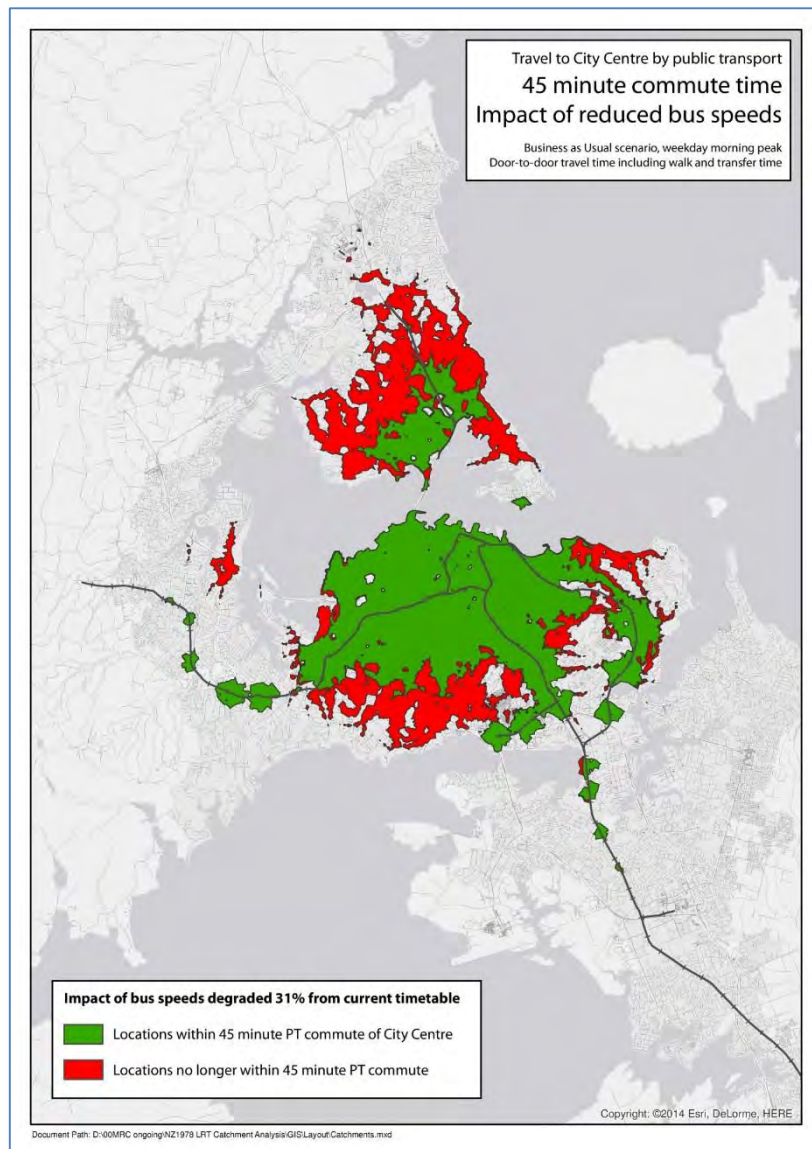 Travel to City Centre by public transport
45 minute commute time
Impact of reduced bus speeds
Business as Usual scenario, weekday morning peak
Door-to-door travel time including walk and transfer time
Impact of bus speeds degraded 31% from current timetable
Locations within 45 minute PT commute of City Centre
Locations no longer within 45 minute PT commute
Copyright: ©2014 Esri, DeLorme, HERE
Document Path: D:\00MRC ongoing\NZ1978 LRT Catchment Analysis\GIS\Layout\Catchments.mxd